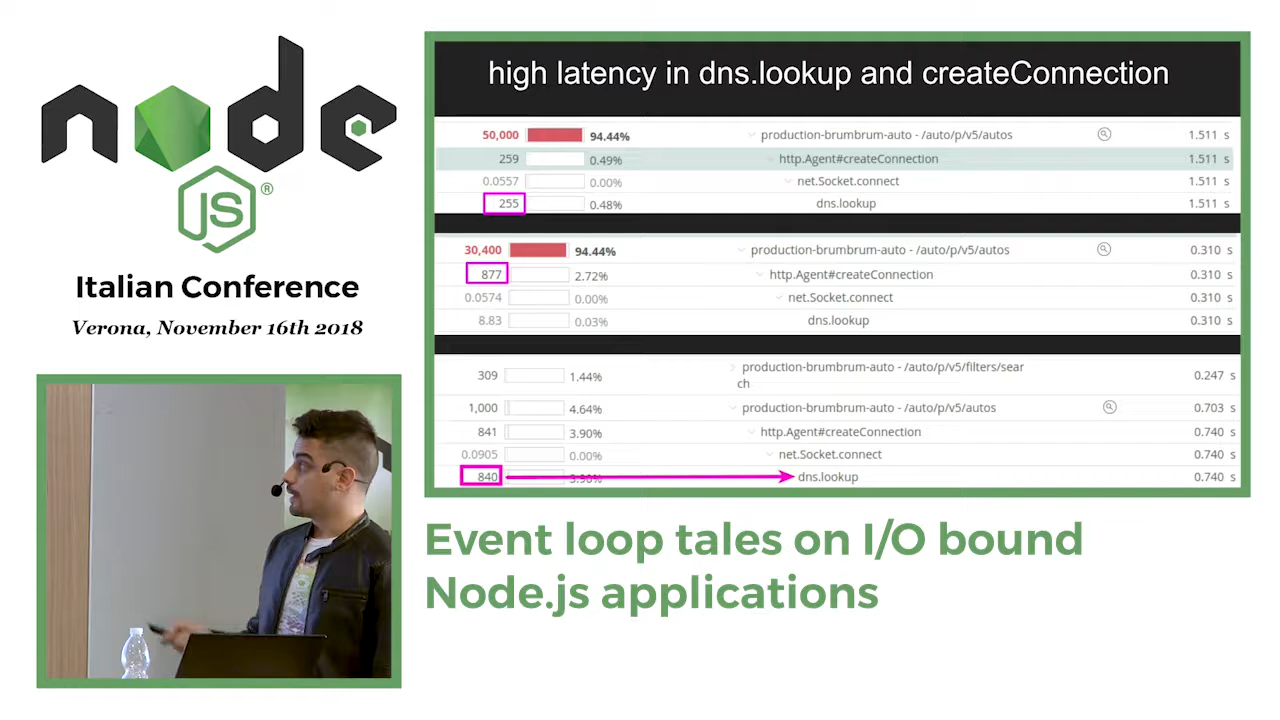 node
JS ®
Italian Conference
Verona, November 16th 2018
high latency in dns.lookup and createConnection
50,000 94.44% production-brumbrum-auto - /auto/p/v5/autos 1.511 s
259 0.49% http.Agent#createConnection 1.511 s
0.0557 0.00% net.Socket.connect 1.511 s
255 0.48% dns.lookup 1.511 s
30,400 94.44% production-brumbrum-auto - /auto/p/v5/autos 0.310 s
877 2.72% http.Agent#createConnection 0.310 s
0.0574 0.00% net.Socket.connect 0.310 s
8.83 0.03% dns.lookup 0.310 s
309 1.44% production-brumbrum-auto - /auto/p/v5/filters/sear 0.247 s
ch
1,000 4.64% production-brumbrum-auto - /auto/p/v5/autos 0.703 s
841 3.90% http.Agent#createConnection 0.740 s
0.0905 0.00% net.Socket.connect 0.740 s
840 3.90% dns.lookup 0.740 s
Event loop tales on I/O bound
Node.js applications